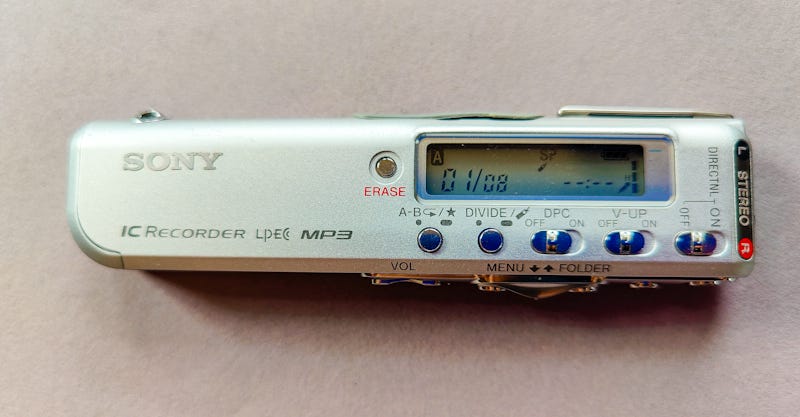 SONY
IC RECORDER LPEC MP3
ERASE
A SP
01/08 --:-- H
A-B /★ DIVIDE/ DPC V-UP
OFF ON OFF ON OFF ON
DIRECTNL
L STEREO R
VOL MENU FOLDER